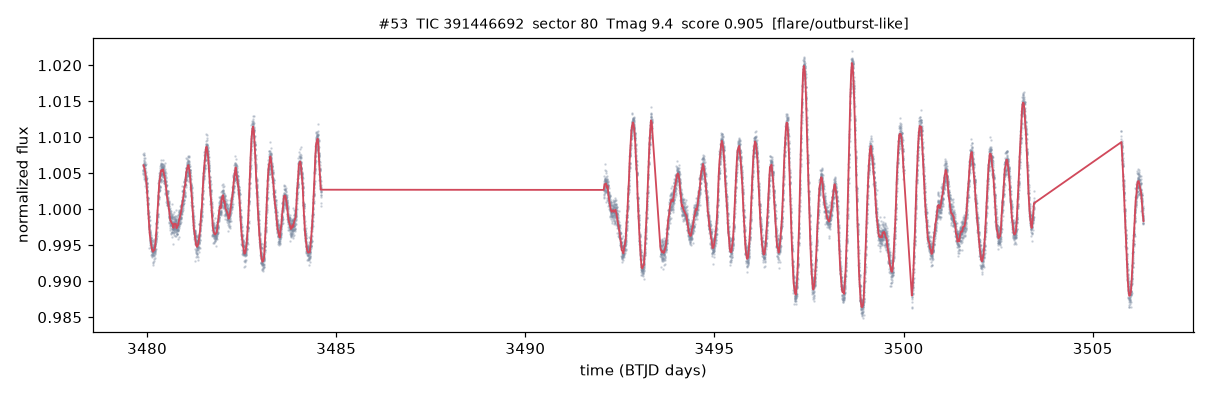 #53 TIC 391446692 sector 80 Tmag 9.4 score 0.905 [flare/outburst-like]
normalized flux
1.020
1.015
1.010
1.005
1.000
0.995
0.990
0.985
3480 3485 3490 3495 3500 3505
time (BTJD days)